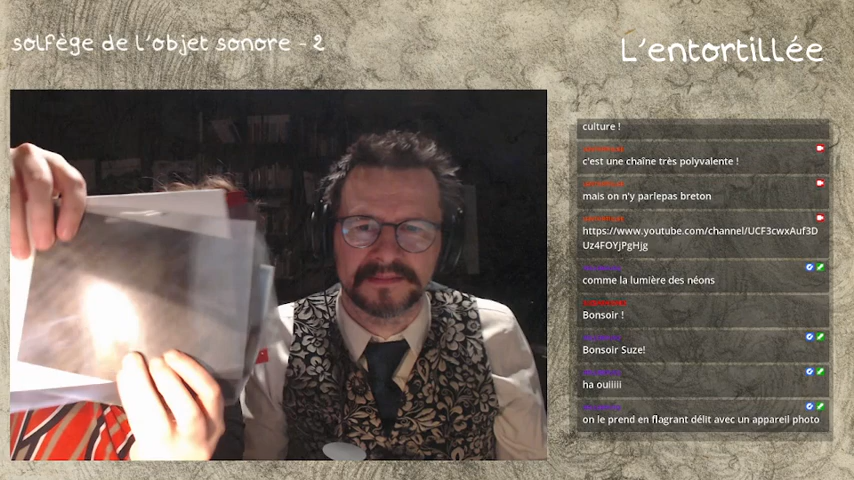 solfège de l'objet sonore - 2
L'entortillée
culture !
c'est une chaîne très polyvalente !
mais on n'y parlepas breton
https://www.youtube.com/channel/UCF3cwxAuf3D
Uz4FOYjPgHjg
comme la lumière des néons
Bonsoir !
Bonsoir Suze!
ha ouiiiii
on le prend en flagrant délit avec un appareil photo